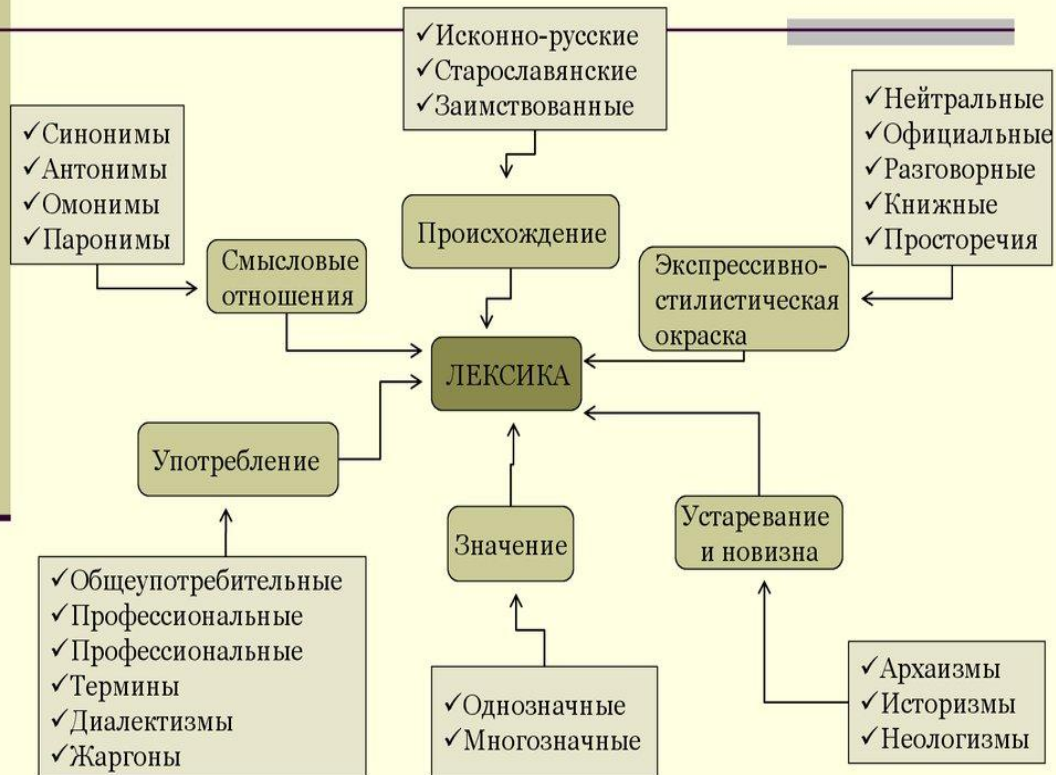 ✓Исконно-русские
✓Старославянские
✓Заимствованные
✓Синонимы
✓Антонимы
✓Омонимы
✓Паронимы
✓Нейтральные
✓Официальные
✓Разговорные
✓Книжные
✓Просторечия
Происхождение
Смысловые
отношения
Экспрессивно-
стилистическая
окраска
ЛЕКСИКА
Употребление
Значение
Устаревание
и новизна
✓Общеупотребительные
✓Профессиональные
✓Профессиональные
✓Термины
✓Диалектизмы
✓Жаргоны
✓Однозначные
✓Многозначные
✓Архаизмы
✓Историзмы
✓Неологизмы